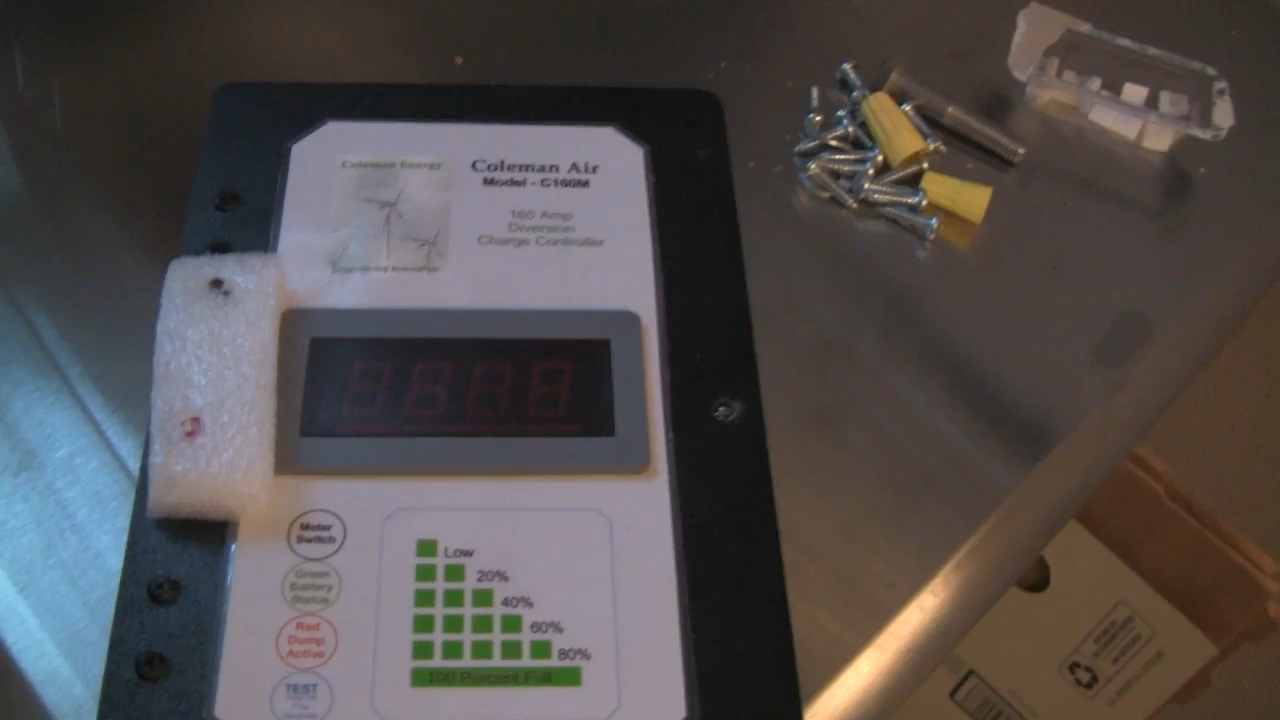 Coleman Energy
Coleman Air
Model - C160M
160 Amp
Diversion
Charge Controller
Meter
Switch
Green
Battery
Status
Red
Dump
Active
TEST
Low
20%
40%
60%
80%
100 Percent Full